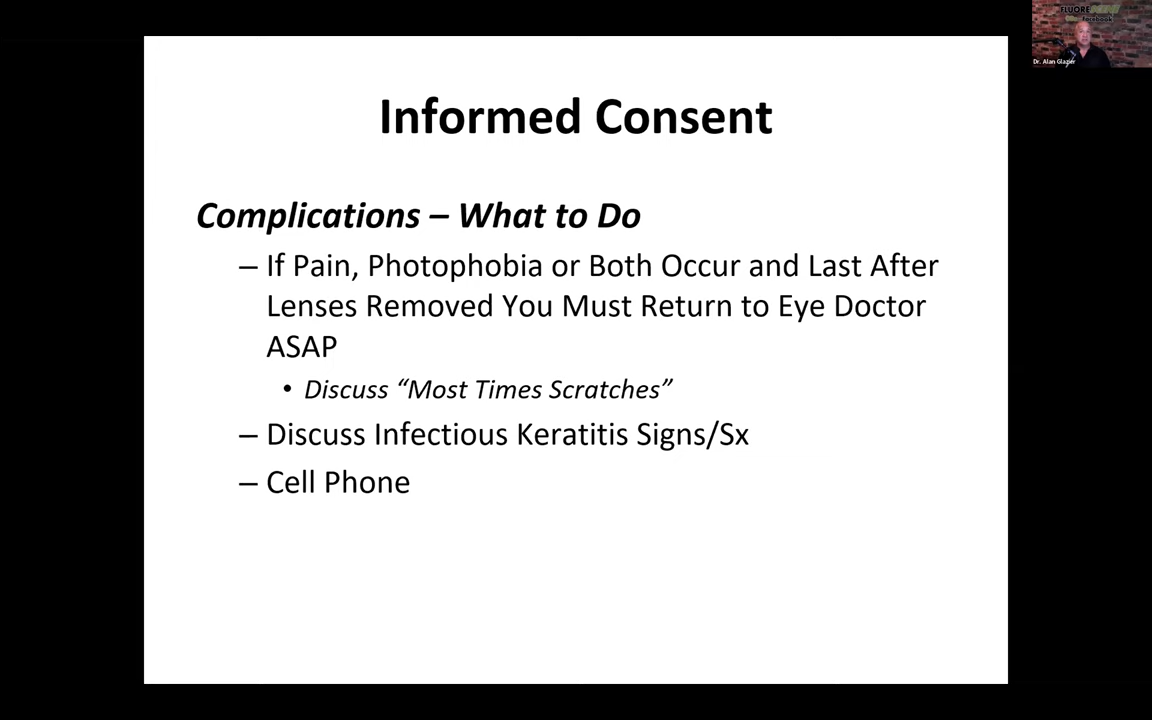 Informed Consent
Complications – What to Do
– If Pain, Photophobia or Both Occur and Last After
Lenses Removed You Must Return to Eye Doctor
ASAP
• Discuss “Most Times Scratches”
– Discuss Infectious Keratitis Signs/Sx
– Cell Phone
FLUORE
facebook
Dr. Alan Glazier